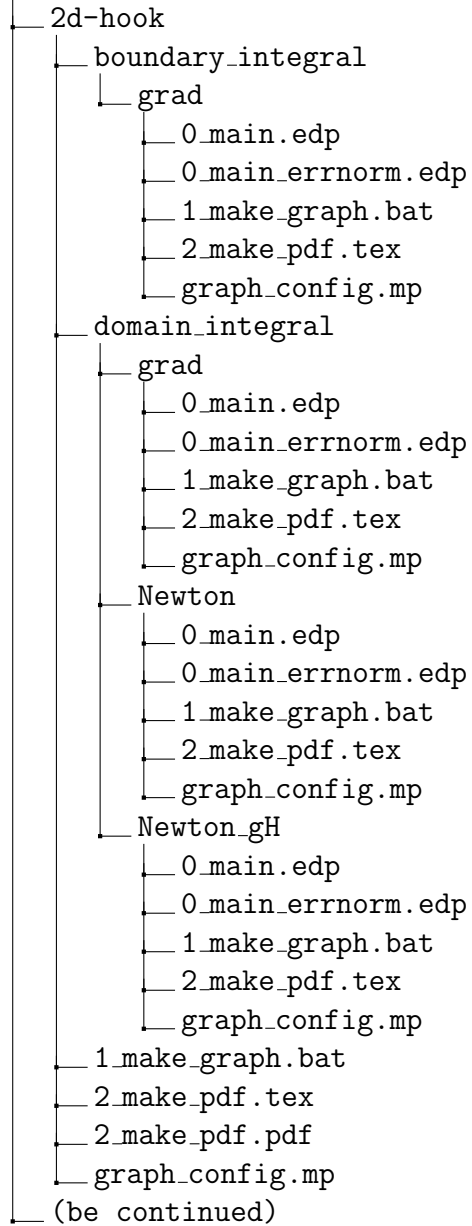 2d-hook
boundary_integral
grad
0_main.edp
0_main_errnorm.edp
1_make_graph.bat
2_make_pdf.tex
graph_config.mp
domain_integral
grad
0_main.edp
0_main_errnorm.edp
1_make_graph.bat
2_make_pdf.tex
graph_config.mp
Newton
0_main.edp
0_main_errnorm.edp
1_make_graph.bat
2_make_pdf.tex
graph_config.mp
Newton_gH
0_main.edp
0_main_errnorm.edp
1_make_graph.bat
2_make_pdf.tex
graph_config.mp
1_make_graph.bat
2_make_pdf.tex
2_make_pdf.pdf
graph_config.mp
(be continued)